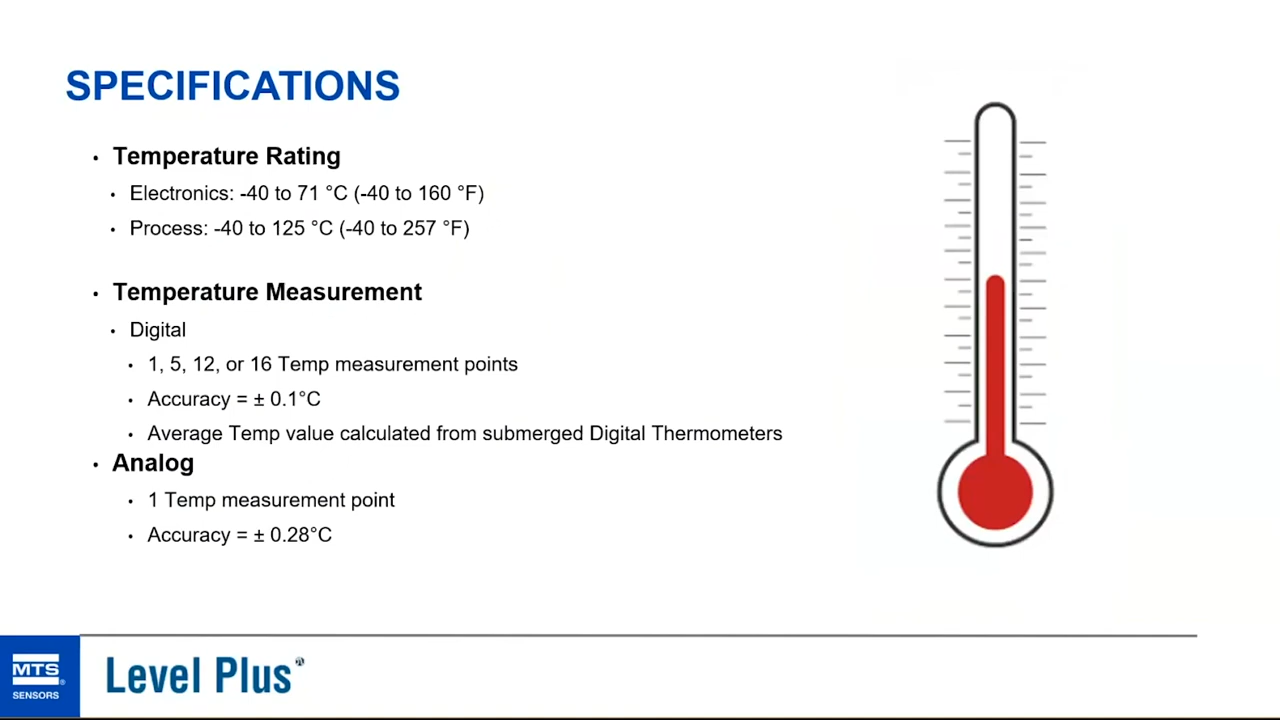 SPECIFICATIONS
• Temperature Rating
• Electronics: -40 to 71 °C (-40 to 160 °F)
• Process: -40 to 125 °C (-40 to 257 °F)
• Temperature Measurement
• Digital
• 1, 5, 12, or 16 Temp measurement points
• Accuracy = ± 0.1°C
• Average Temp value calculated from submerged Digital Thermometers
• Analog
• 1 Temp measurement point
• Accuracy = ± 0.28°C
MTS®
SENSORS
Level Plus®